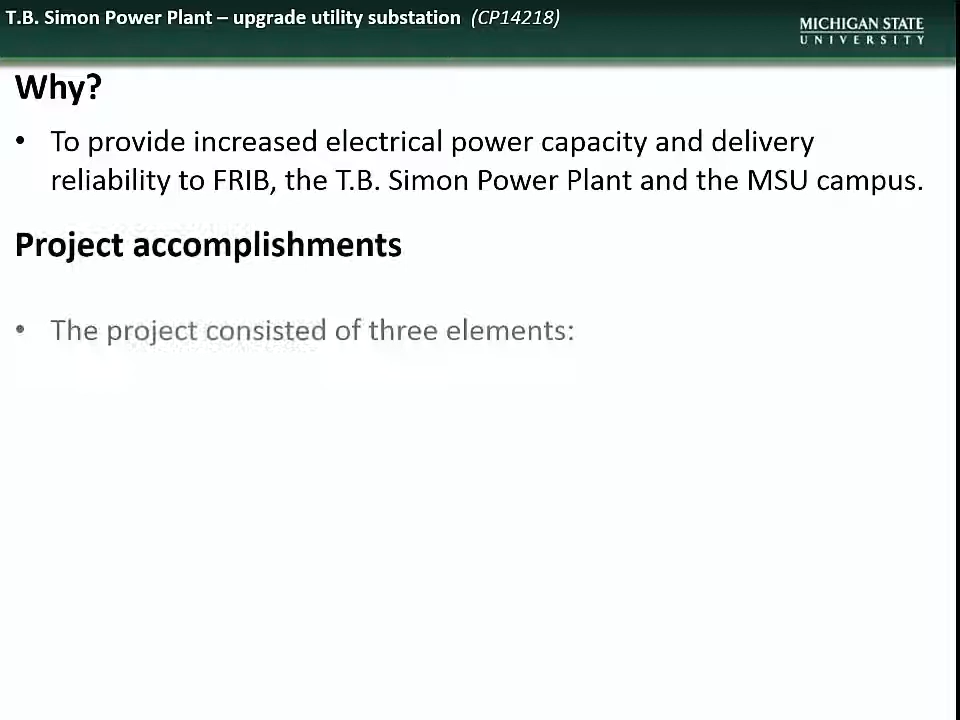 T.B. Simon Power Plant – upgrade utility substation (CP14218)
MICHIGAN STATE
UNIVERSITY
Why?
• To provide increased electrical power capacity and delivery
reliability to FRIB, the T.B. Simon Power Plant and the MSU campus.
Project accomplishments
• The project consisted of three elements: